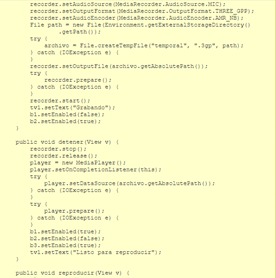 recorder.setAudioSource(MediaRecorder.AudioSource.MIC);
recorder.setOutputFormat(MediaRecorder.OutputFormat.THREE_GPP);
recorder.setAudioEncoder(MediaRecorder.AudioEncoder.AMR_NB);
File path = new File(Environment.getExternalStorageDirectory()
.getPath());
try {
archivo = File.createTempFile("temporal", ".3gp", path);
} catch (IOException e) {
}
recorder.setOutputFile(archivo.getAbsolutePath());
try {
recorder.prepare();
} catch (IOException e) {
}
recorder.start();
tv1.setText("Grabando");
b1.setEnabled(false);
b2.setEnabled(true);
}
public void detener(View v) {
recorder.stop();
recorder.release();
player = new MediaPlayer();
player.setOnCompletionListener(this);
try {
player.setDataSource(archivo.getAbsolutePath());
} catch (IOException e) {
}
try {
player.prepare();
} catch (IOException e) {
}
b1.setEnabled(true);
b2.setEnabled(false);
b3.setEnabled(true);
tv1.setText("Listo para reproducir");
}
public void reproducir(View v) {